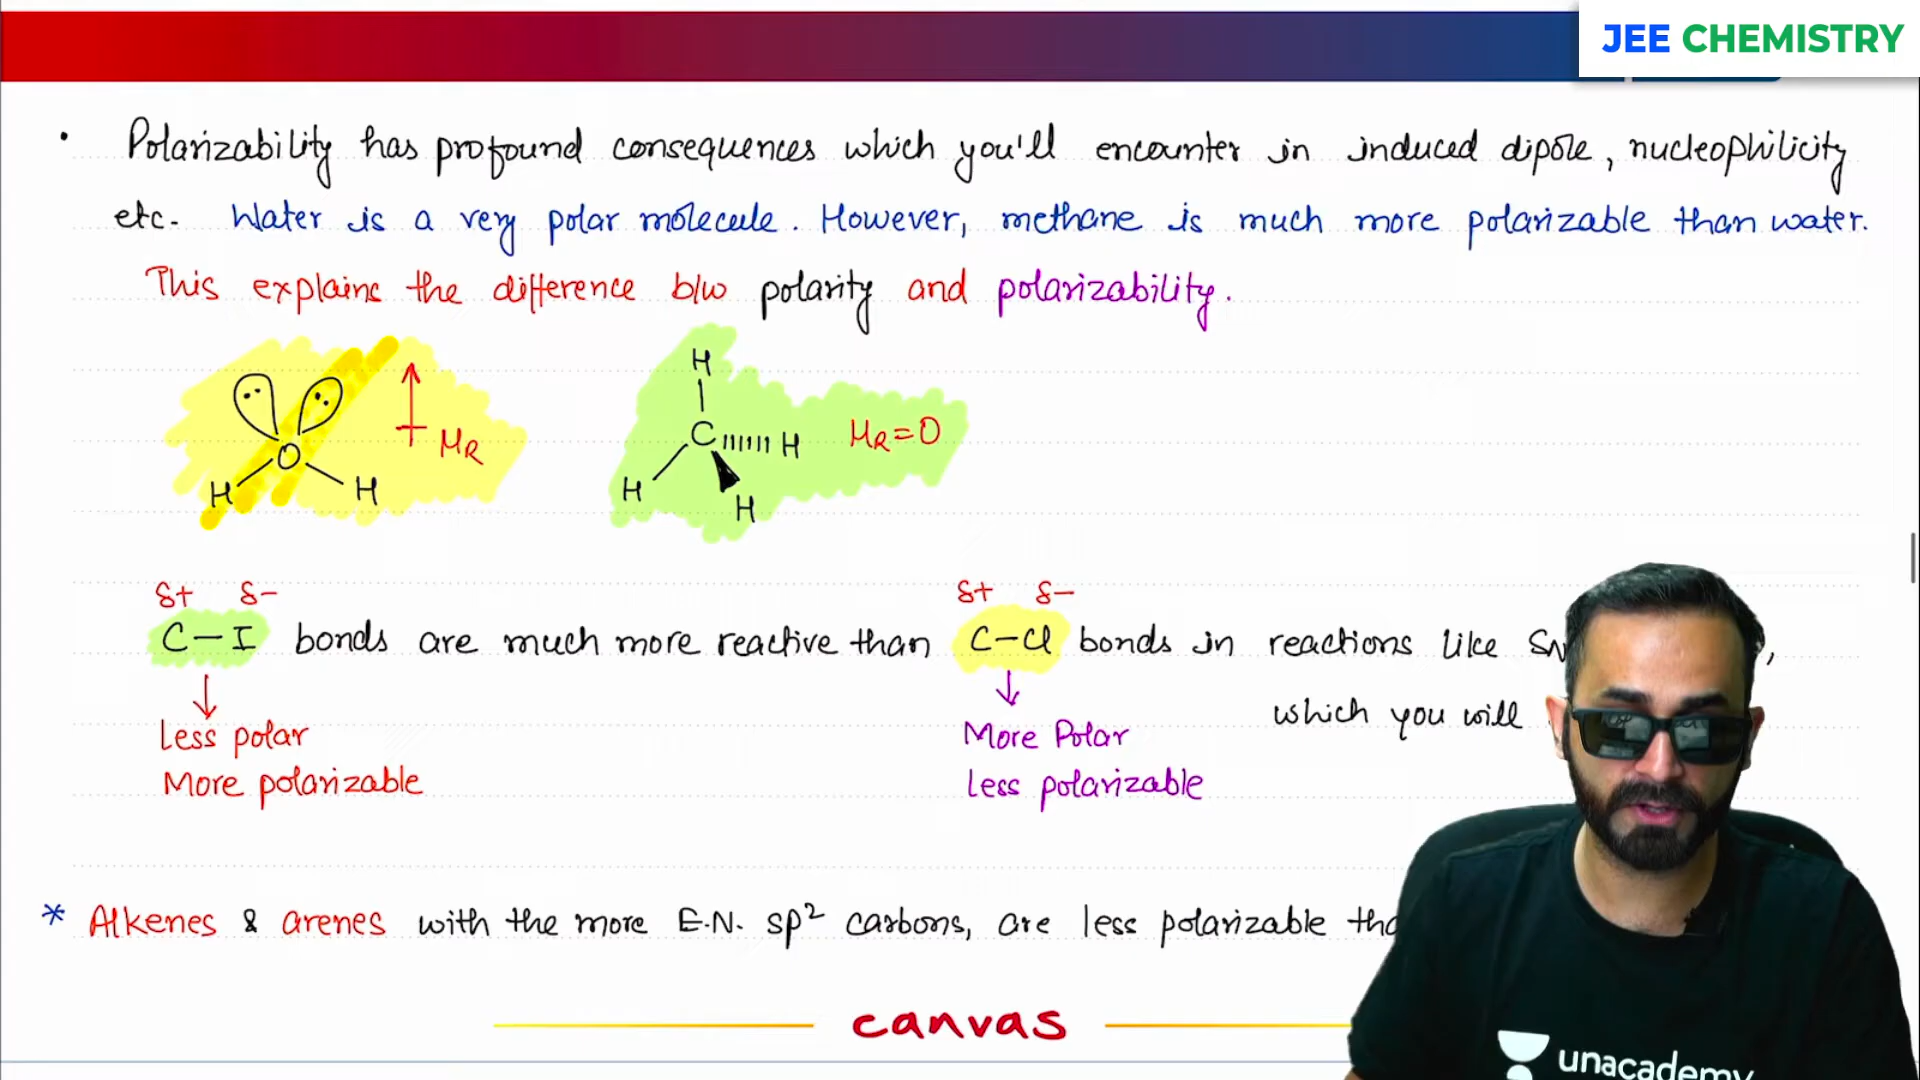 JEE CHEMISTRY
• Polarizability has profound consequences which you'll encounter in induced dipole, nucleophilicity
etc. Water is a very polar molecule. However, methane is much more polarizable than water.
This explains the difference b/w polarity and polarizability.
H
O
H H
μR
H
C H μR=0
H
H
δ+ δ- δ+ δ-
C-I bonds are much more reactive than C-Cl bonds in reactions like SN ,
which you will
Less polar More Polar
More polarizable Less polarizable
* Alkenes & arenes with the more E.N. sp² carbons, are less polarizable
canvas
unacademy